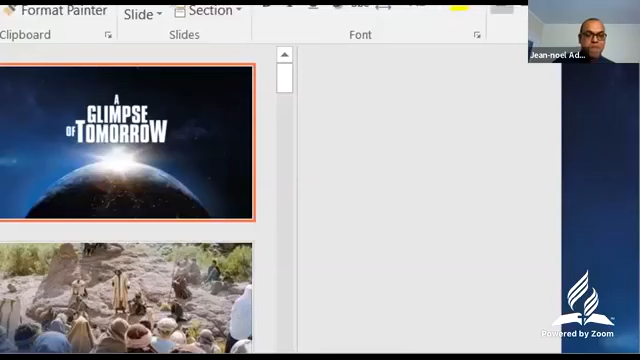 Format Painter
Slide
Section
Clipboard
Slides
Font
Jean-noel Ad...
A
GLIMPSE
OF TOMORROW
Powered by Zoom